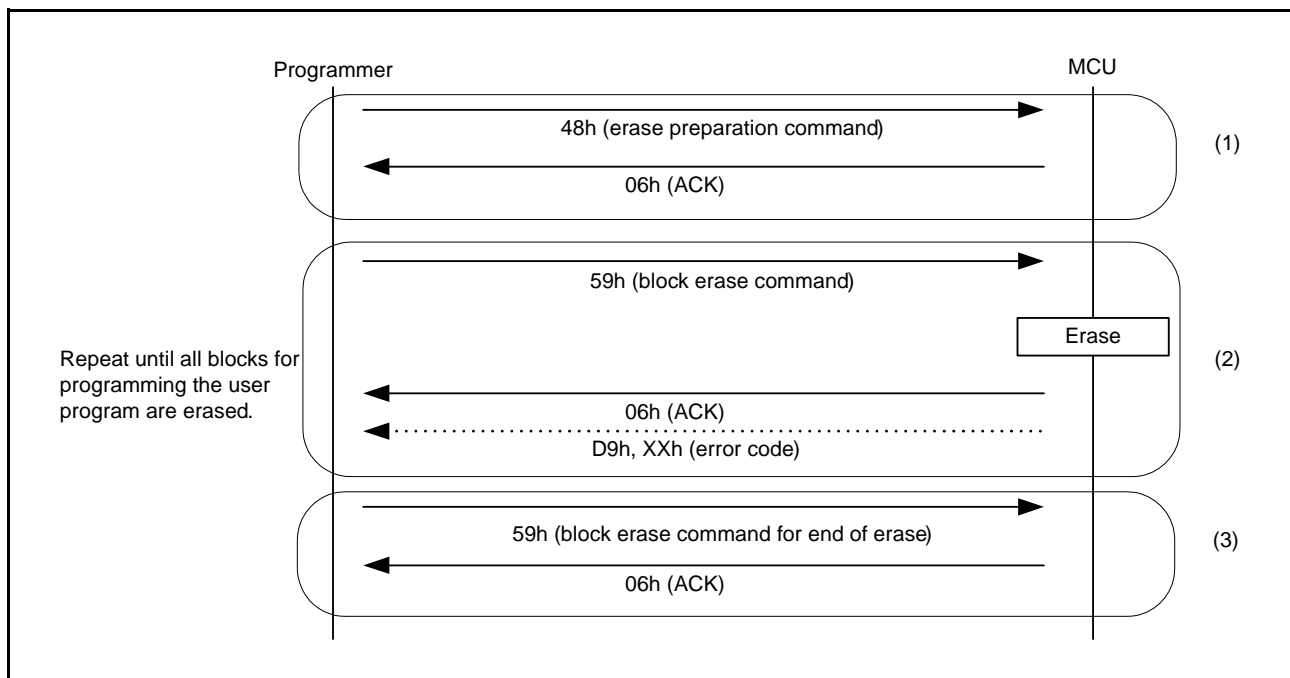 Programmer
MCU
48h (erase preparation command)
(1)
06h (ACK)
59h (block erase command)
Erase
Repeat until all blocks for
programming the user
program are erased.
(2)
06h (ACK)
D9h, XXh (error code)
59h (block erase command for end of erase)
(3)
06h (ACK)